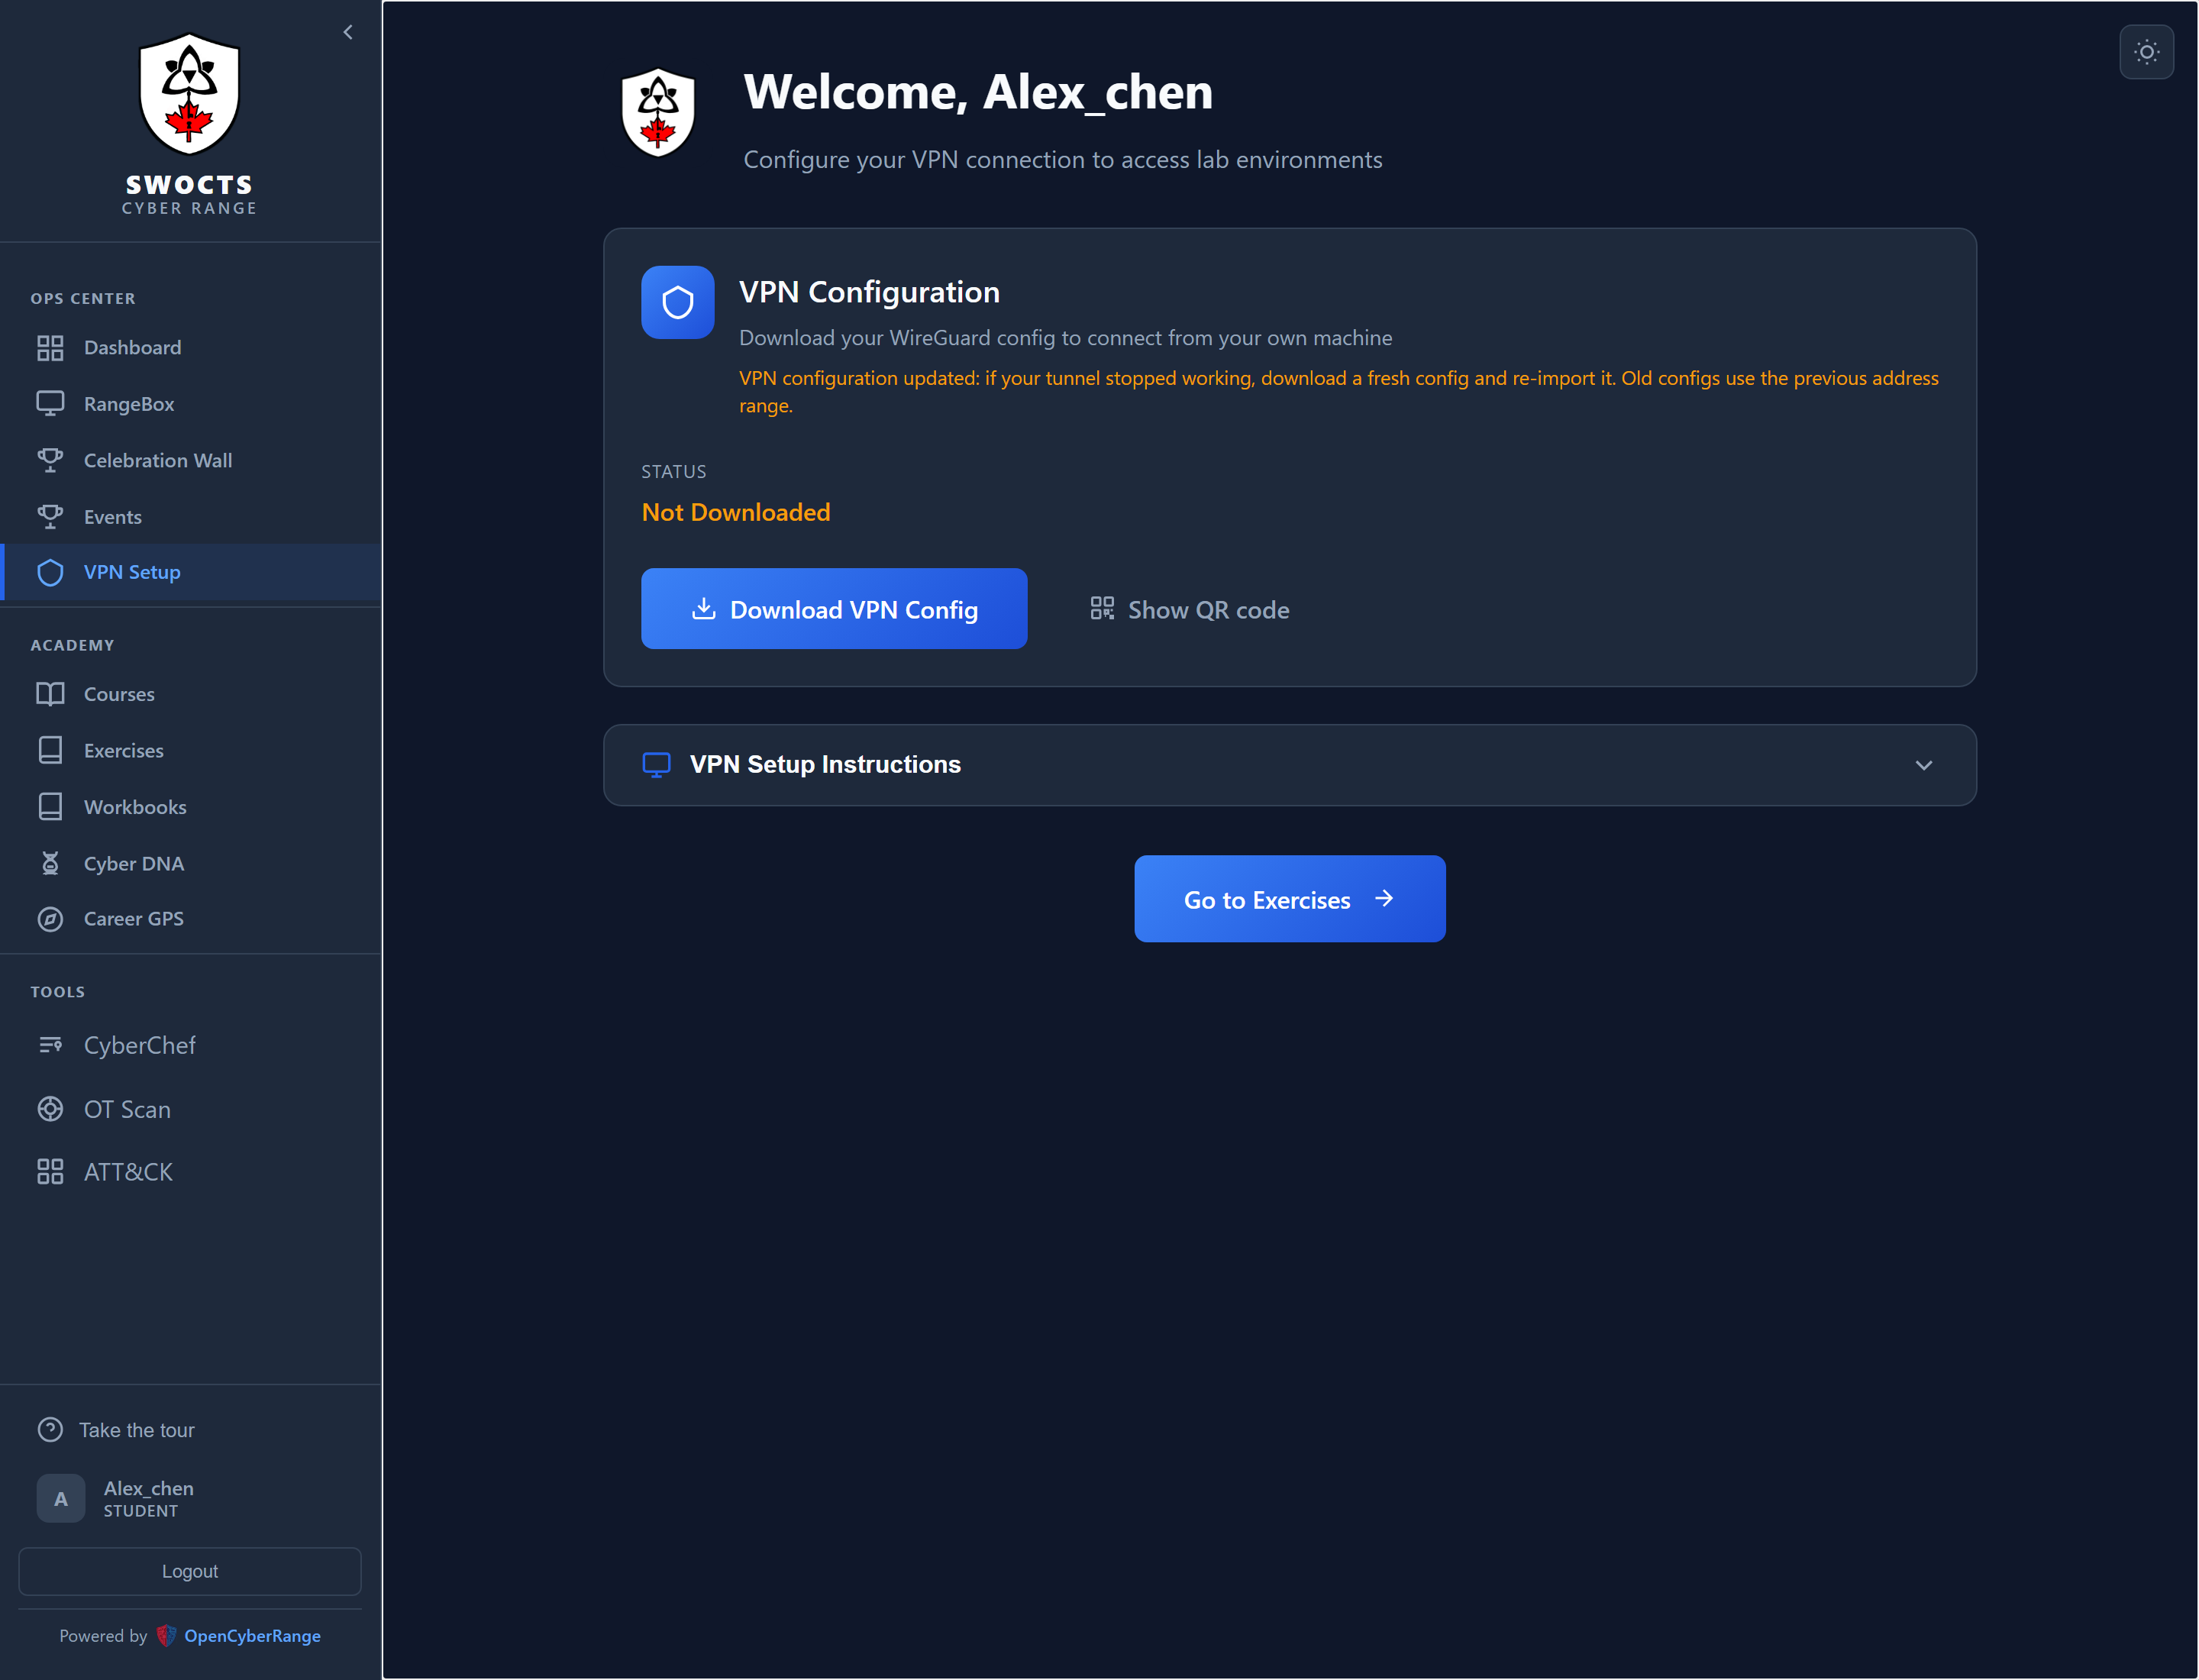 SWOCTS
CYBER RANGE
OPS CENTER
Dashboard
RangeBox
Celebration Wall
Events
VPN Setup
ACADEMY
Courses
Exercises
Workbooks
Cyber DNA
Career GPS
TOOLS
CyberChef
OT Scan
ATT&CK
Take the tour
A
Alex_chen
STUDENT
Logout
Powered by OpenCyberRange
Welcome, Alex_chen
Configure your VPN connection to access lab environments
VPN Configuration
Download your WireGuard config to connect from your own machine
VPN configuration updated: if your tunnel stopped working, download a fresh config and re-import it. Old configs use the previous address
range.
STATUS
Not Downloaded
Download VPN Config
Show QR code
VPN Setup Instructions
Go to Exercises